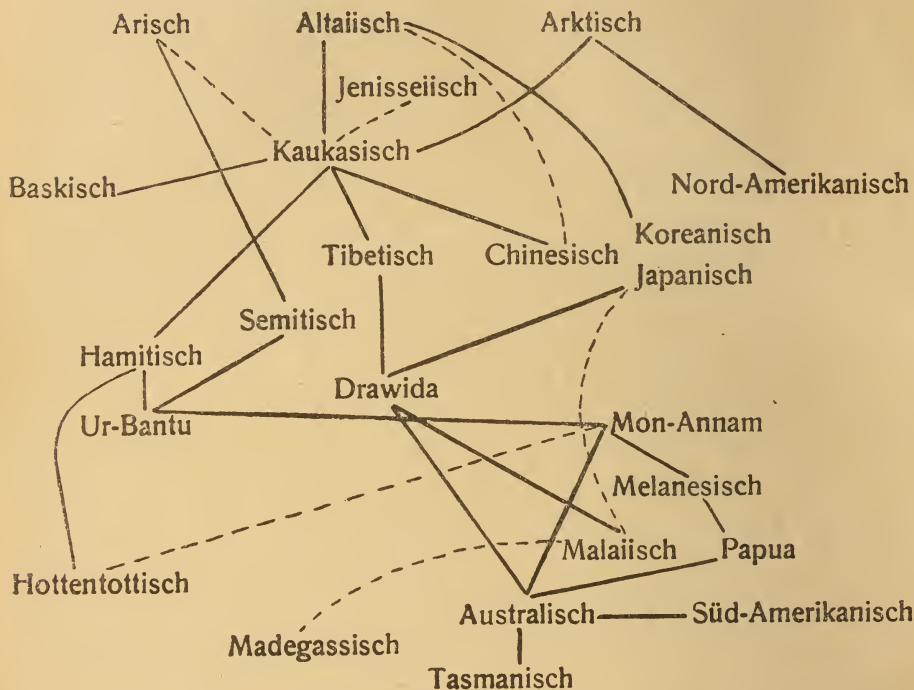 Arisch
Altaiisch
Arktisch
Jenisseiisch
Kaukasisch
Baskisch
Nord-Amerikanisch
Koreanisch
Tibetisch
Chinesisch
Japanisch
Semitisch
Hamitisch
Drawida
Ur-Bantu
Mon-Annam
Melanesisch
Malaiisch
Papua
Hottentottisch
Australisch
Süd-Amerikanisch
Madegassisch
Tasmanisch